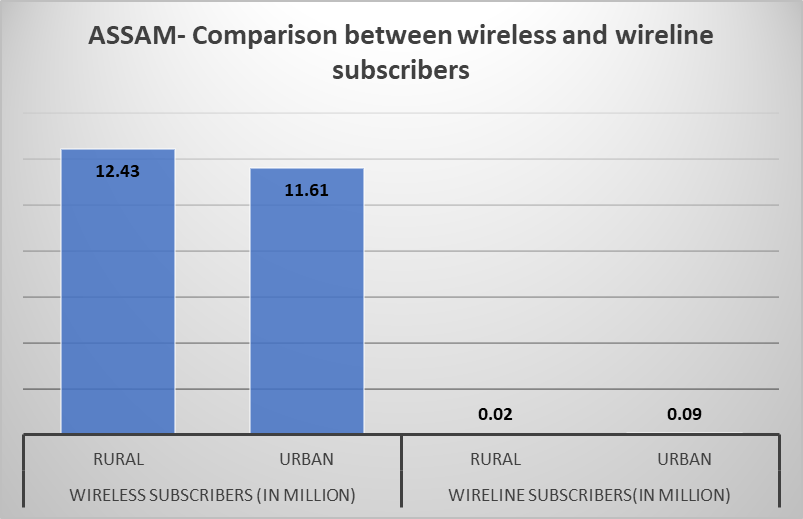 ASSAM- Comparison between wireless and wireline
subscribers
12.43
11.61
0.02
0.09
RURAL
URBAN
RURAL
URBAN
WIRELESS SUBSCRIBERS (IN MILLION)
WIRELINE SUBSCRIBERS(IN MILLION)